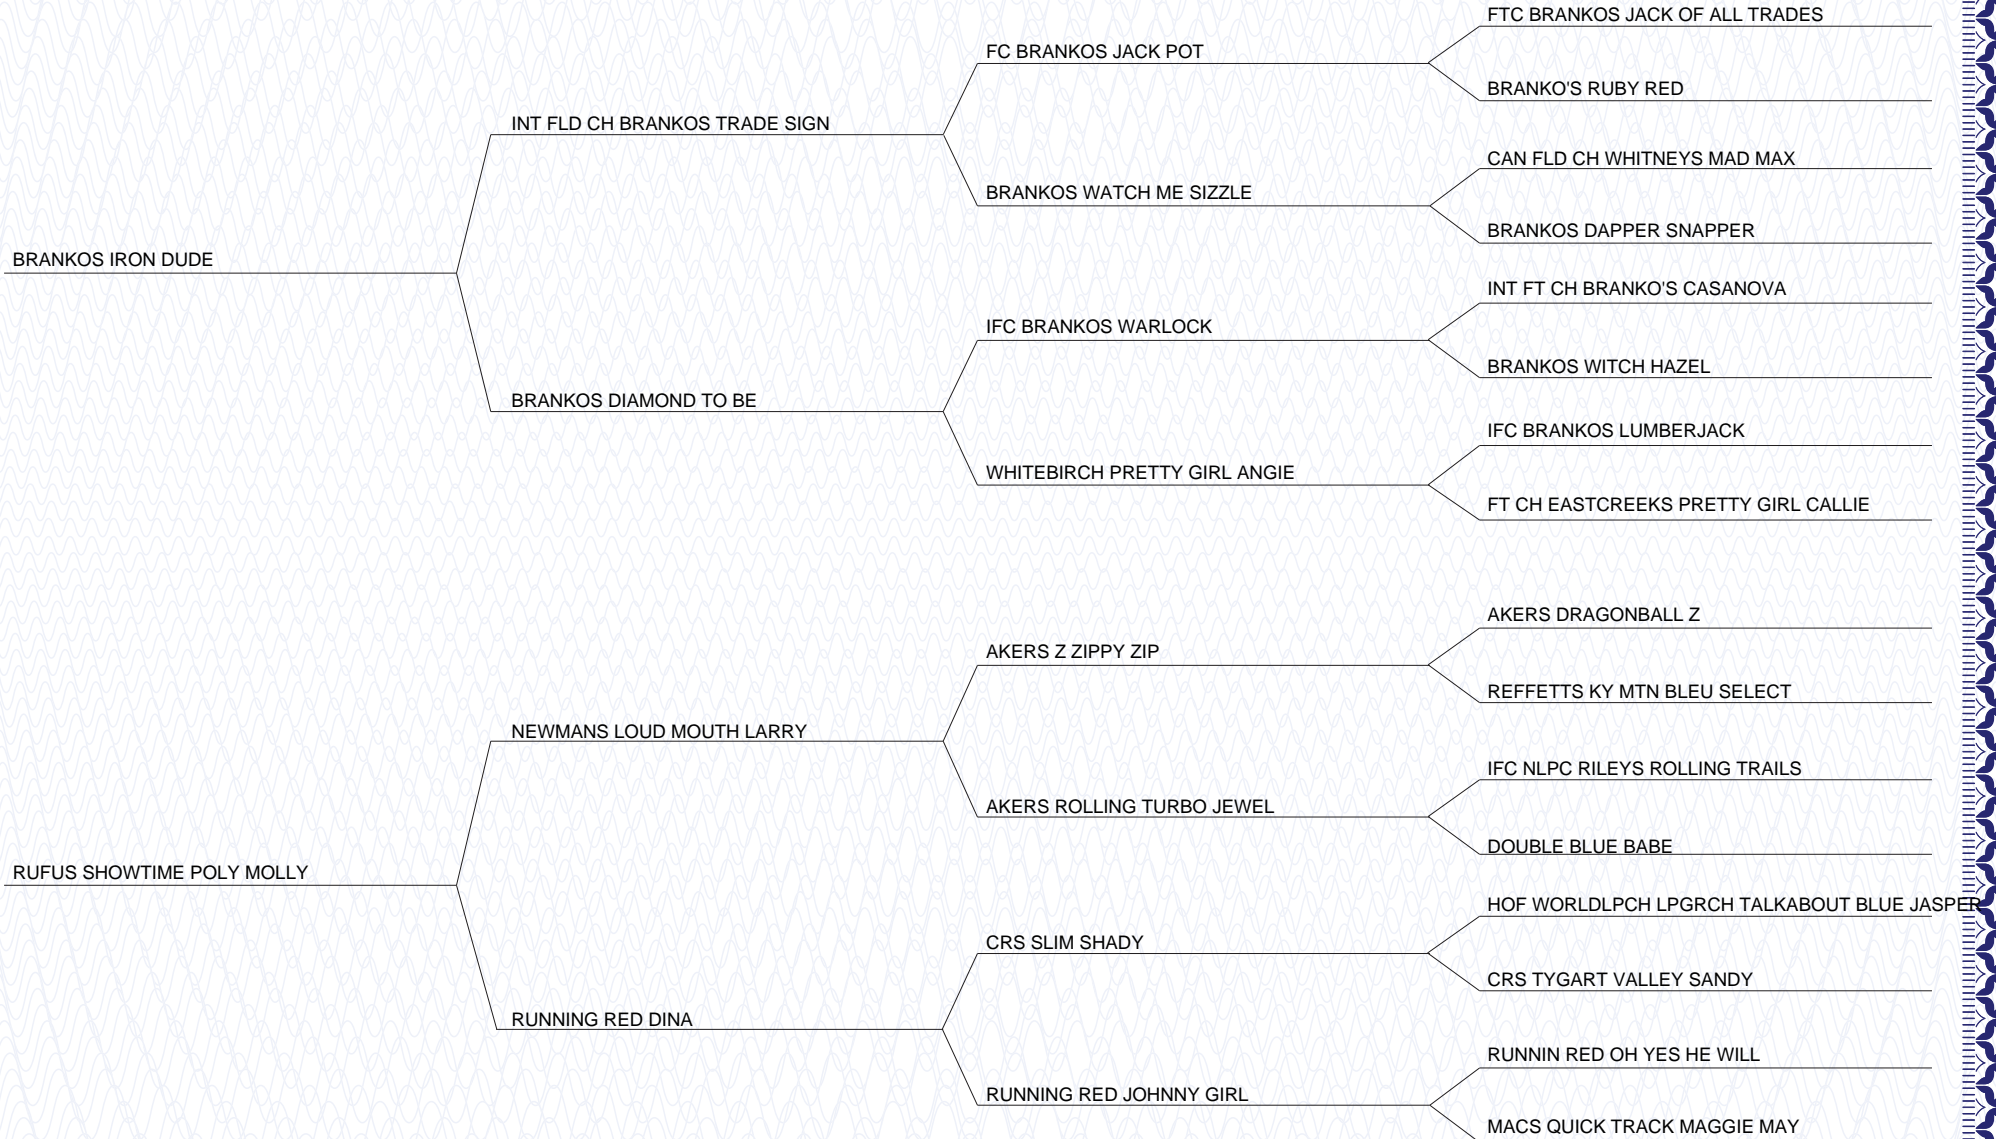 FTC BRANKOS JACK OF ALL TRADES
FC BRANKOS JACK POT
BRANKO'S RUBY RED
INT FLD CH BRANKOS TRADE SIGN
CAN FLD CH WHITNEYS MAD MAX
BRANKOS WATCH ME SIZZLE
BRANKOS DAPPER SNAPPER
BRANKOS IRON DUDE
INT FT CH BRANKO'S CASANOVA
IFC BRANKOS WARLOCK
BRANKOS WITCH HAZEL
BRANKOS DIAMOND TO BE
IFC BRANKOS LUMBERJACK
WHITEBIRCH PRETTY GIRL ANGIE
FT CH EASTCREEKS PRETTY GIRL CALLIE
AKERS DRAGONBALL Z
AKERS Z ZIPPY ZIP
REFFETTS KY MTN BLEU SELECT
NEWMANS LOUD MOUTH LARRY
IFC NLPC RILEYS ROLLING TRAILS
AKERS ROLLING TURBO JEWEL
DOUBLE BLUE BABE
RUFUS SHOWTIME POLY MOLLY
HOF WORLDLPCH LPGRCH TALKABOUT BLUE JASPER
CRS SLIM SHADY
CRS TYGART VALLEY SANDY
RUNNING RED DINA
RUNNIN RED OH YES HE WILL
RUNNING RED JOHNNY GIRL
MACS QUICK TRACK MAGGIE MAY